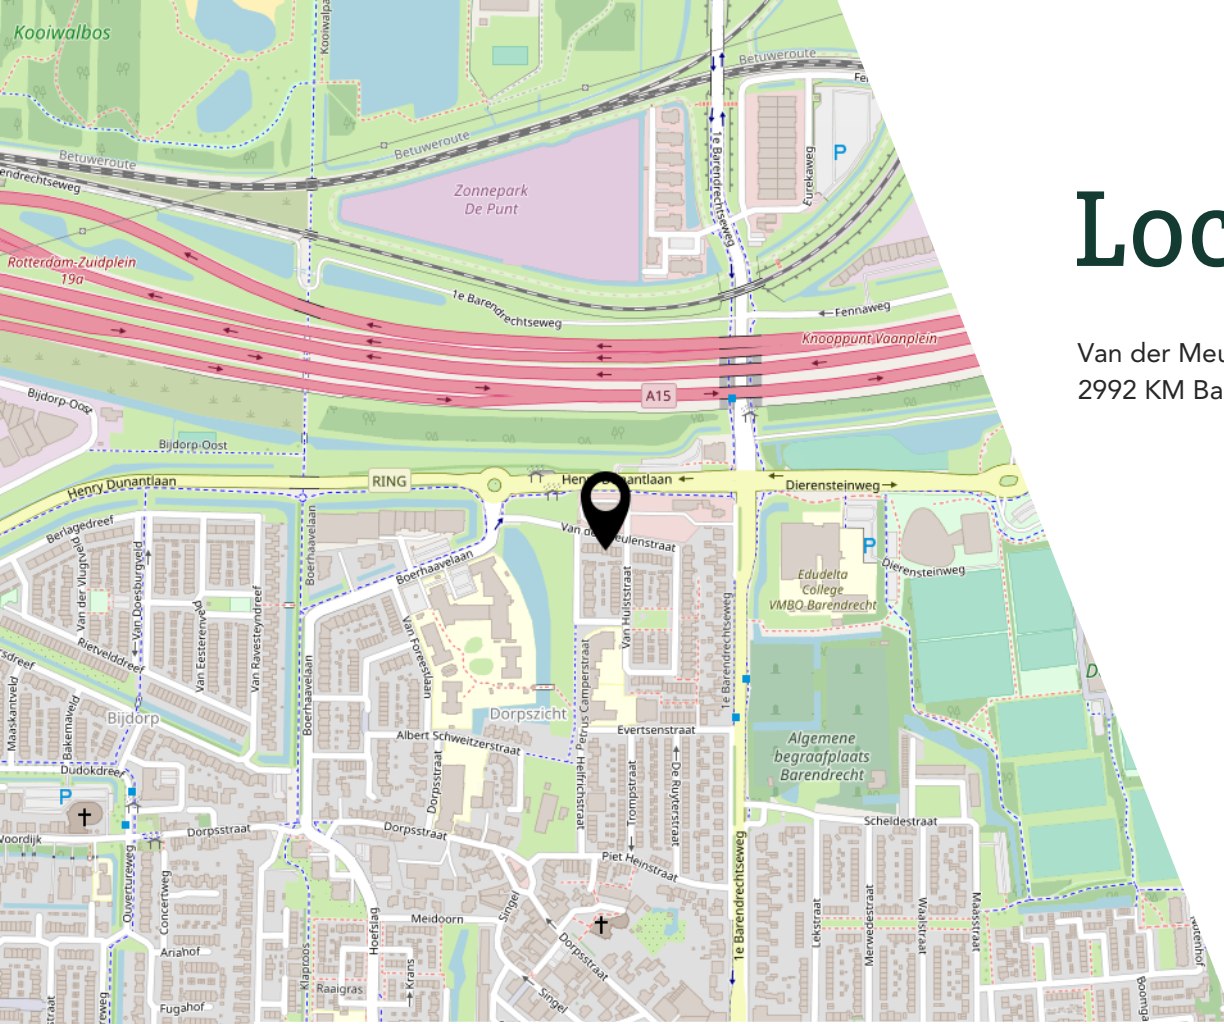 Kooiwalbos
Betuweroute
Betuweroute
Betuweroute
Zonnepark
De Punt
1e Barendrechtseweg
Eurekaweg
P
endrechtseweg
Rotterdam-Zuidplein
19a
1e Barendrechtseweg
Fennaweg
Knooppunt Vaanplein
A15
Loc
Van der Meu
2992 KM Ba
Bijdorp-Oost
Bijdorp-Oost
Henry Dunantlaan
RING
Dierensteinweg
Berlagedreef
Van der Vlugtveld
Van Doesburgveld
Van Eesterenveld
Van Ravesteyndreef
Rietvelddreef
Boerhaavelaan
Boerhaavelaan
Boerhaavelaan
Van Foreestlaan
Van Hulststraat
1e Barendrechtseweg
Edudelta
College
VMBO Barendrecht
P
Dierensteinweg
Maaskantveld
Bakemaveld
Bijdorp
Dorpszicht
Petrus Camperstraat
Albert Schweitzerstraat
Evertsenstraat
Algemene
begraafplaats
Barendrecht
Dudokdreef
P
Dorpsstraat
Helfrichstraat
Trompstraat
De Ruyterstraat
Scheldestraat
Voordijk
Dorpsstraat
Dorpsstraat
Piet Heinstraat
Ouvertureweg
Concertweg
Singel
Meidoorn
Hoefslag
1e Barendrechtseweg
Lekstraat
Merwedestraat
Waalstraat
Maasstraat
Ariahof
Klaproos
Krans
Dorpsstraat
Raaigras
Fugahof
Singel